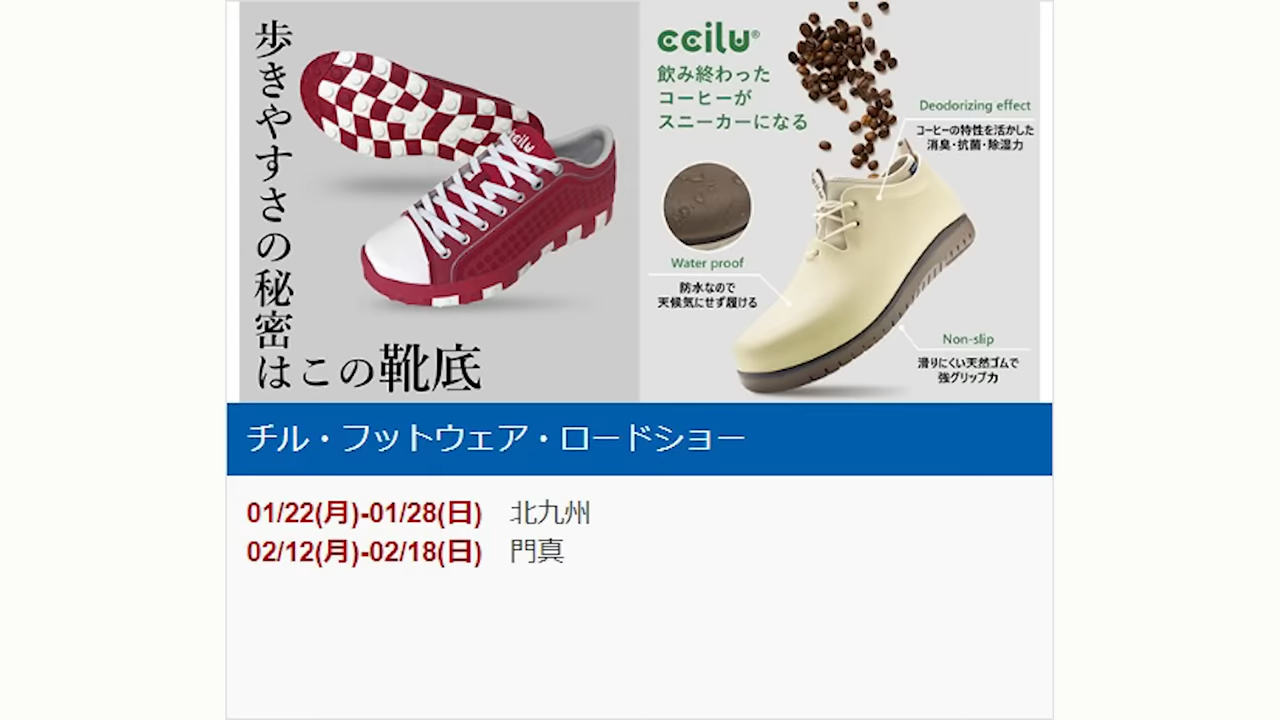 歩きやすさの秘密は
この靴底
ccilu
ccilu®
飲み終わった
コーヒーが
スニーカーになる
Deodorizing effect
コーヒーの特性を活かした
消臭・抗菌・除湿力
Water proof
防水なので
天候気にせず履ける
Non-slip
滑りにくい天然ゴムで
強グリップ力
チル・フットウェア・ロードショー
01/22(月)-01/28(日) 北九州
02/12(月)-02/18(日) 門真